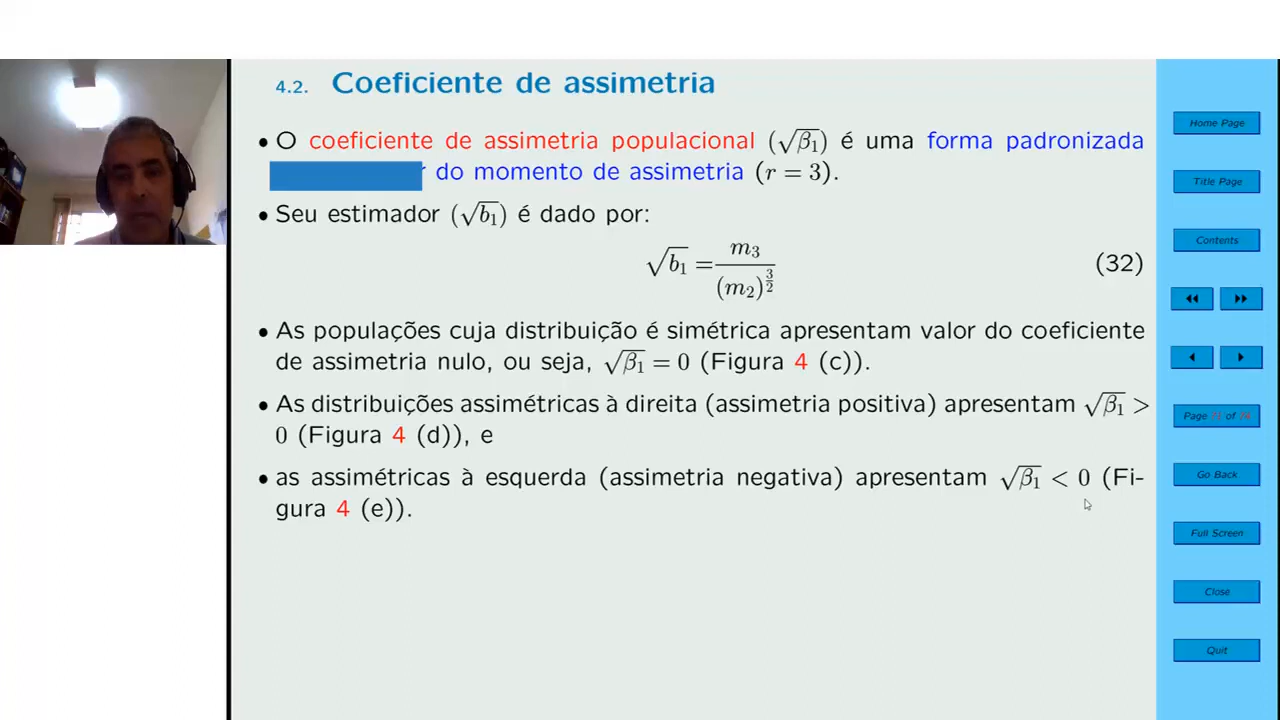 4.2. Coeficiente de assimetria
• O coeficiente de assimetria populacional (√β₁) é uma forma padronizada
do momento de assimetria (r = 3).
• Seu estimador (√b₁) é dado por:
√b₁ = m₃ / (m₂)^{3/2} (32)
• As populações cuja distribuição é simétrica apresentam valor do coeficiente
de assimetria nulo, ou seja, √β₁ = 0 (Figura 4 (c)).
• As distribuições assimétricas à direita (assimetria positiva) apresentam √β₁ >
0 (Figura 4 (d)), e
• as assimétricas à esquerda (assimetria negativa) apresentam √β₁ < 0 (Fi-
gura 4 (e)).
Home Page
Title Page
Contents
Page of
Go Back
Full Screen
Close
Quit